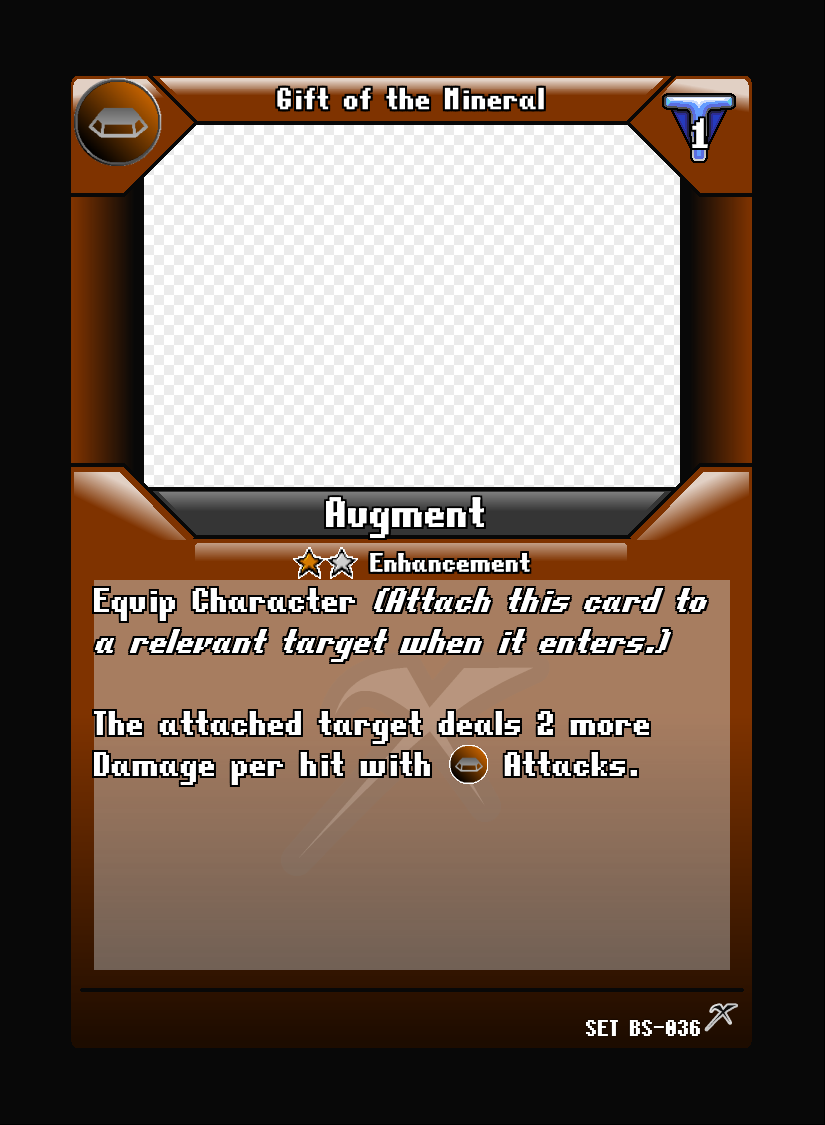 Gift of the Mineral
1
Augment
Enhancement
Equip Character (Attach this card to
a relevant target when it enters.)
The attached target deals 2 more
Damage per hit with Attacks.
SET BS-036